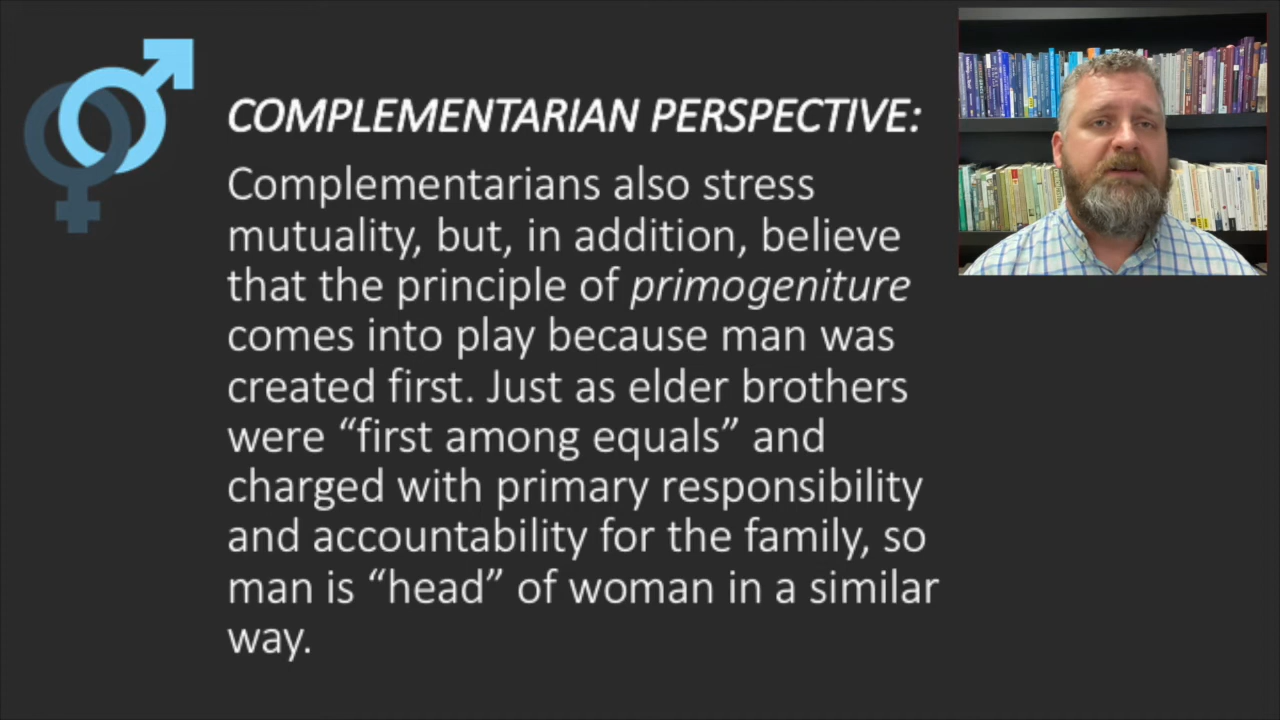 COMPLEMENTARIAN PERSPECTIVE:
Complementarians also stress
mutuality, but, in addition, believe
that the principle of primogeniture
comes into play because man was
created first. Just as elder brothers
were “first among equals” and
charged with primary responsibility
and accountability for the family, so
man is “head” of woman in a similar
way.